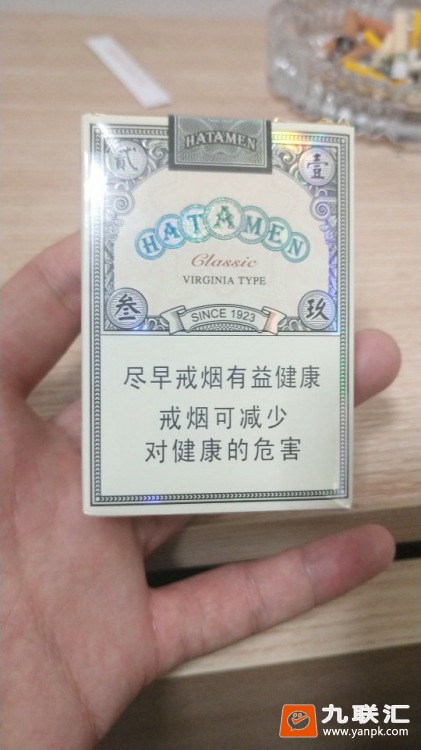 HATAMEN
贰 壹
HATAMEN
Classic
VIRGINIA TYPE
叁 玖
SINCE 1923
尽早戒烟有益健康
戒烟可减少
对健康的危害
九联汇
www.yanpk.com